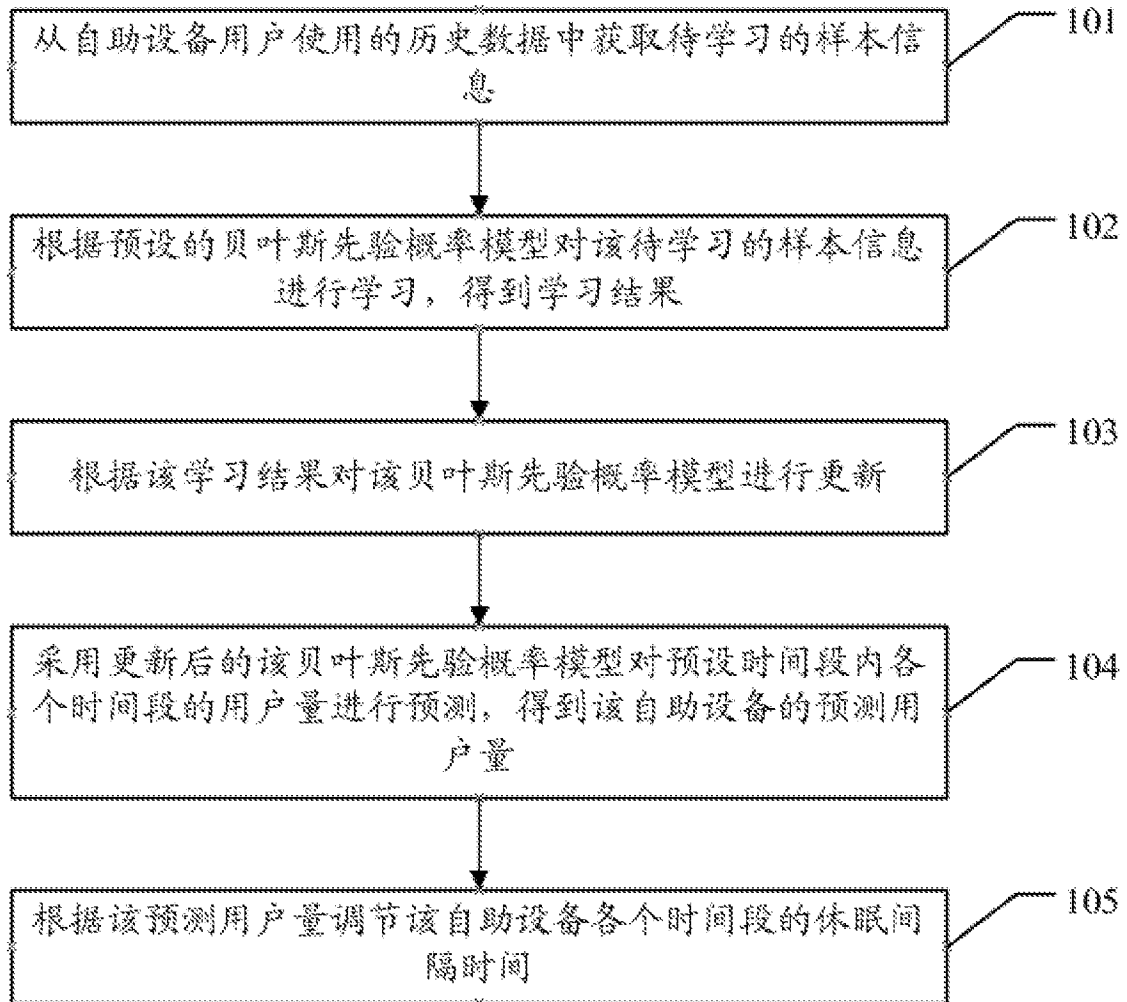 从自助设备用户使用的历史数据中获取待学习的样本信
息
101
根据预设的贝叶斯先验概率模型对该待学习的样本信息
进行学习，得到学习结果
102
根据该学习结果对该贝叶斯先验概率模型进行更新
103
采用更新后的该贝叶斯先验概率模型对预设时间段内各
个时间段的用户量进行预测，得到该自助设备的预测用
户量
104
根据该预测用户量调节该自助设备各个时间段的休眠间
隔时间
105